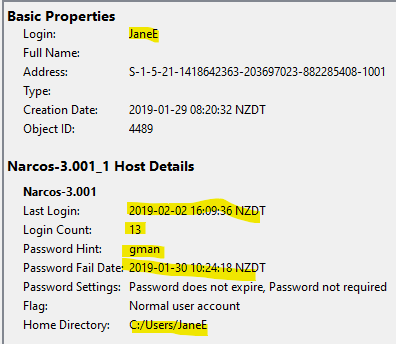 Basic Properties
Login: JaneE
Full Name:
Address: S-1-5-21-1418642363-203697023-882285408-1001
Type:
Creation Date: 2019-01-29 08:20:32 NZDT
Object ID: 4489
Narcos-3.001_1 Host Details
Narcos-3.001
Last Login: 2019-02-02 16:09:36 NZDT
Login Count: 13
Password Hint: gman
Password Fail Date: 2019-01-30 10:24:18 NZDT
Password Settings: Password does not expire, Password not required
Flag: Normal user account
Home Directory: C:/Users/JaneE